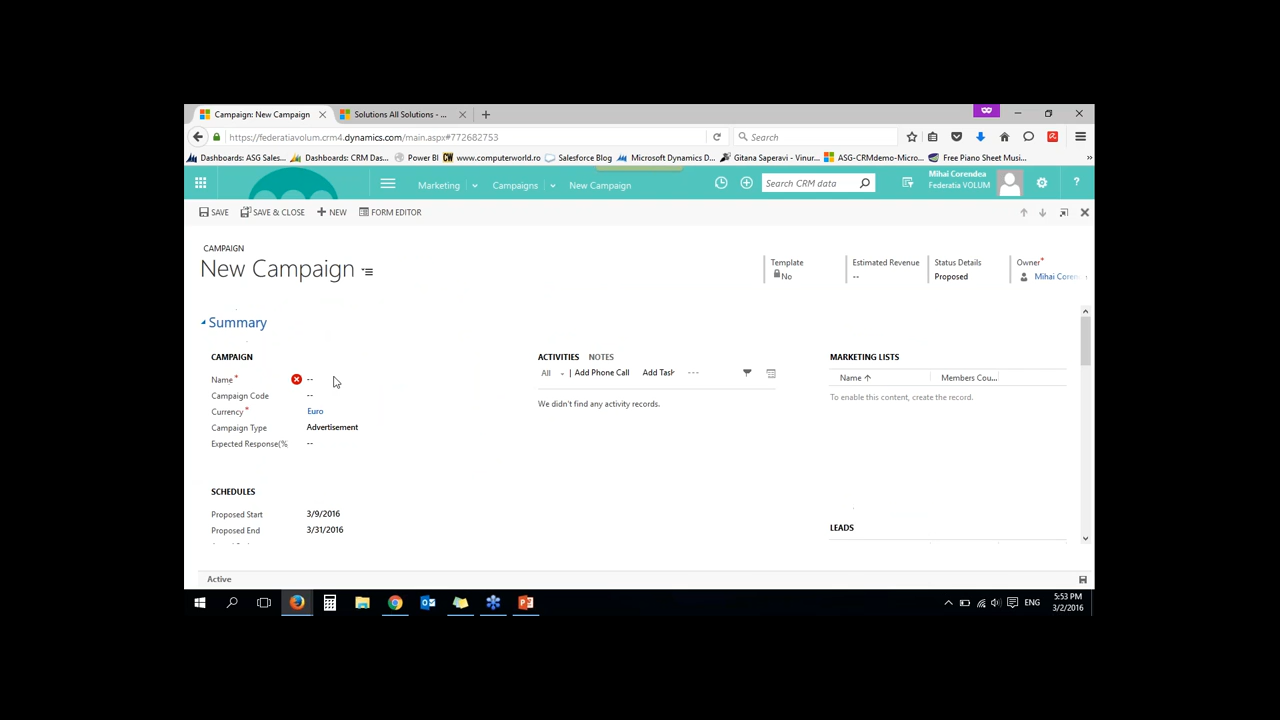 Campaign: New Campaign
Solutions All Solutions - ...
https://federatiavolum.crm4.dynamics.com/main.aspx#772682753
Search
Dashboards: ASG Sales...
Dashboards: CRM Das...
Power BI
CW
www.computerworld.ro
Salesforce Blog
Microsoft Dynamics D...
Gitana Saperavi - Vinur...
ASG-CRMdemo-Micro...
Free Piano Sheet Musi...
Marketing
Campaigns
New Campaign
Search CRM data
Mihai Corendea
Federatia VOLUM
?
SAVE
SAVE & CLOSE
NEW
FORM EDITOR
CAMPAIGN
New Campaign
Template
No
Estimated Revenue
--
Status Details
Proposed
Owner*
Mihai Coren
Summary
CAMPAIGN
Name* --
Campaign Code --
Currency* Euro
Campaign Type Advertisement
Expected Response(% --
SCHEDULES
Proposed Start 3/9/2016
Proposed End 3/31/2016
ACTIVITIES NOTES
All | Add Phone Call Add Task ---
We didn't find any activity records.
MARKETING LISTS
Name ↑ Members Cou...
To enable this content, create the record.
LEADS
Active
ENG
5:53 PM
3/2/2016